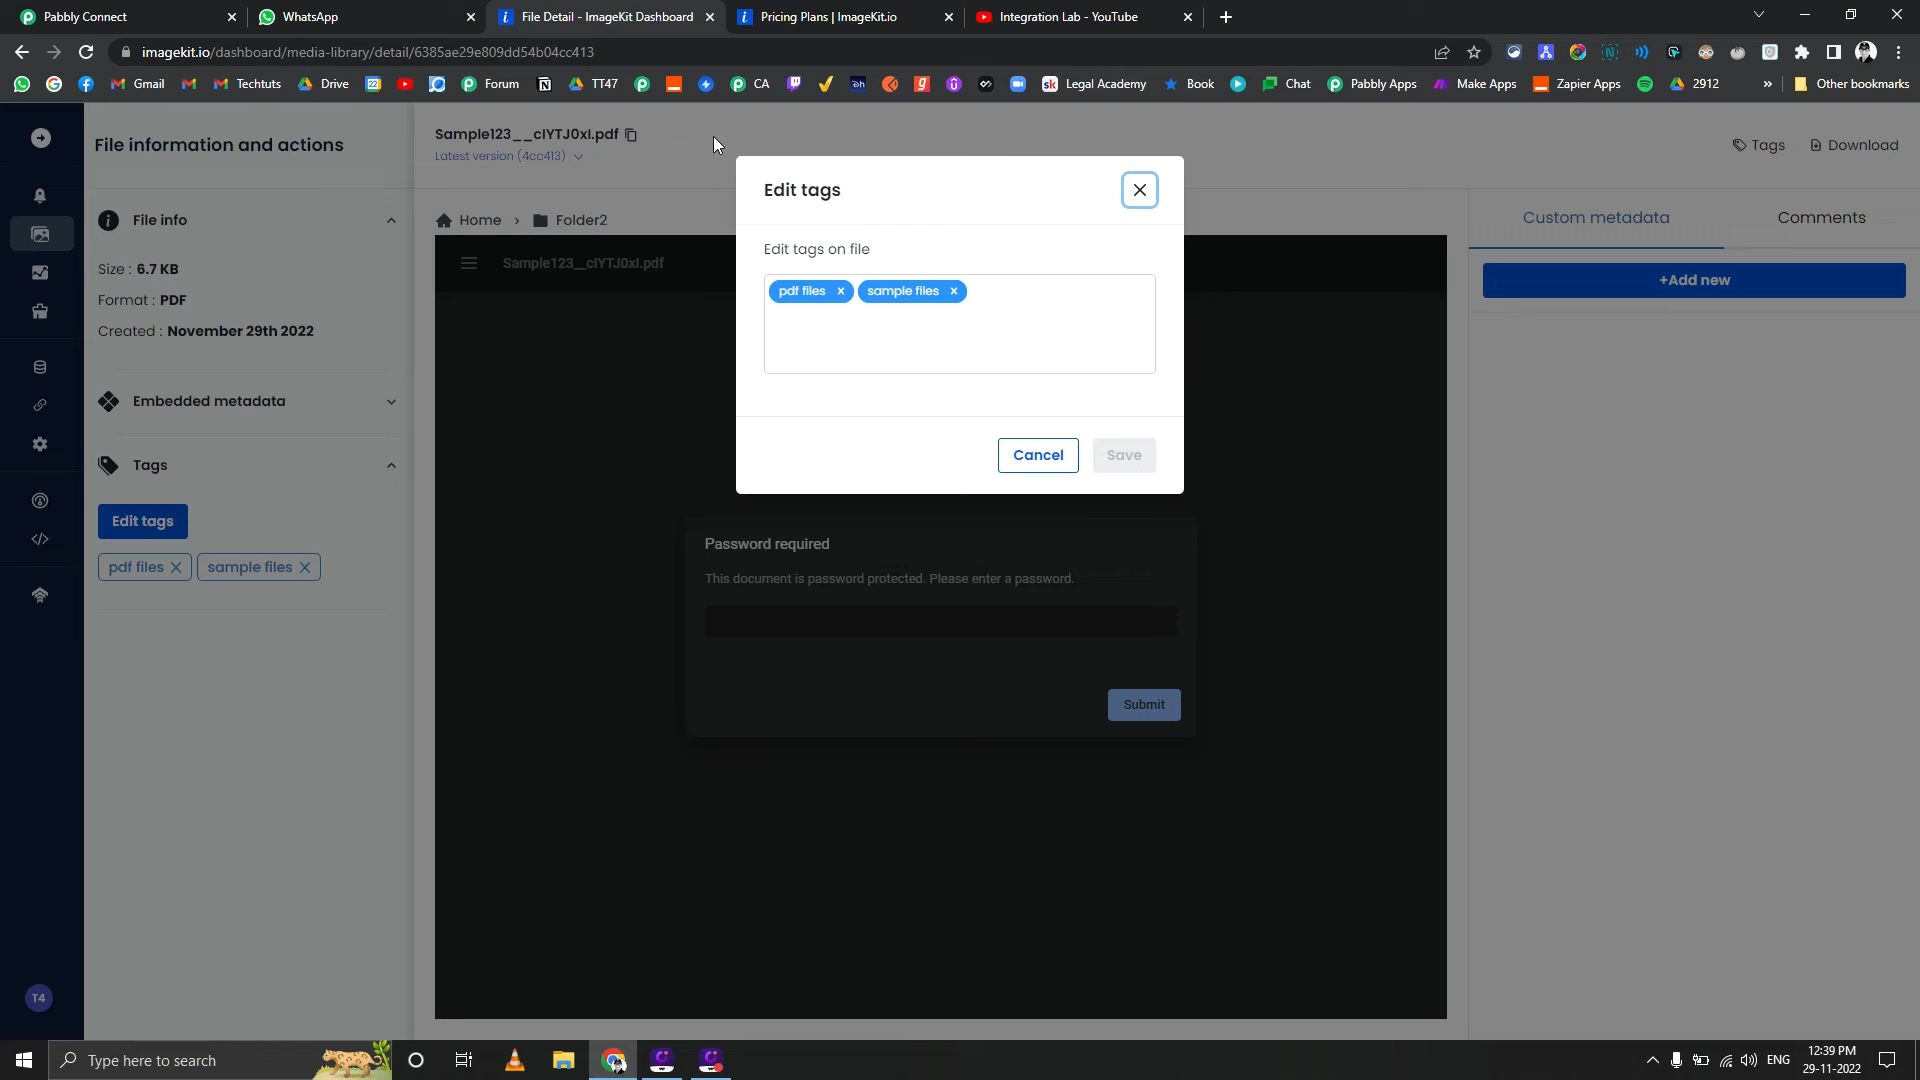 Pabbly Connect
WhatsApp
File Detail - ImageKit Dashboard
Pricing Plans | ImageKit.io
Integration Lab - YouTube
imagekit.io/dashboard/media-library/detail/6385ae29e809dd54b04cc413
Gmail
Techtuts
Drive
Forum
TT47
CA
Legal Academy
Book
Chat
Pabbly Apps
Make Apps
Zapier Apps
2912
Other bookmarks
File information and actions
Sample123__cIYTJ0xI.pdf
Latest version (4cc413)
Tags
Download
File info
Size : 6.7 KB
Format : PDF
Created : November 29th 2022
Embedded metadata
Tags
Edit tags
pdf files
sample files
Home > Folder2
Sample123__cIYTJ0xI.pdf
Edit tags
Edit tags on file
pdf files ×
sample files ×
Cancel
Save
Password required
This document is password protected. Please enter a password.
Submit
Custom metadata
Comments
+Add new
T4
Type here to search
ENG
12:39 PM
29-11-2022